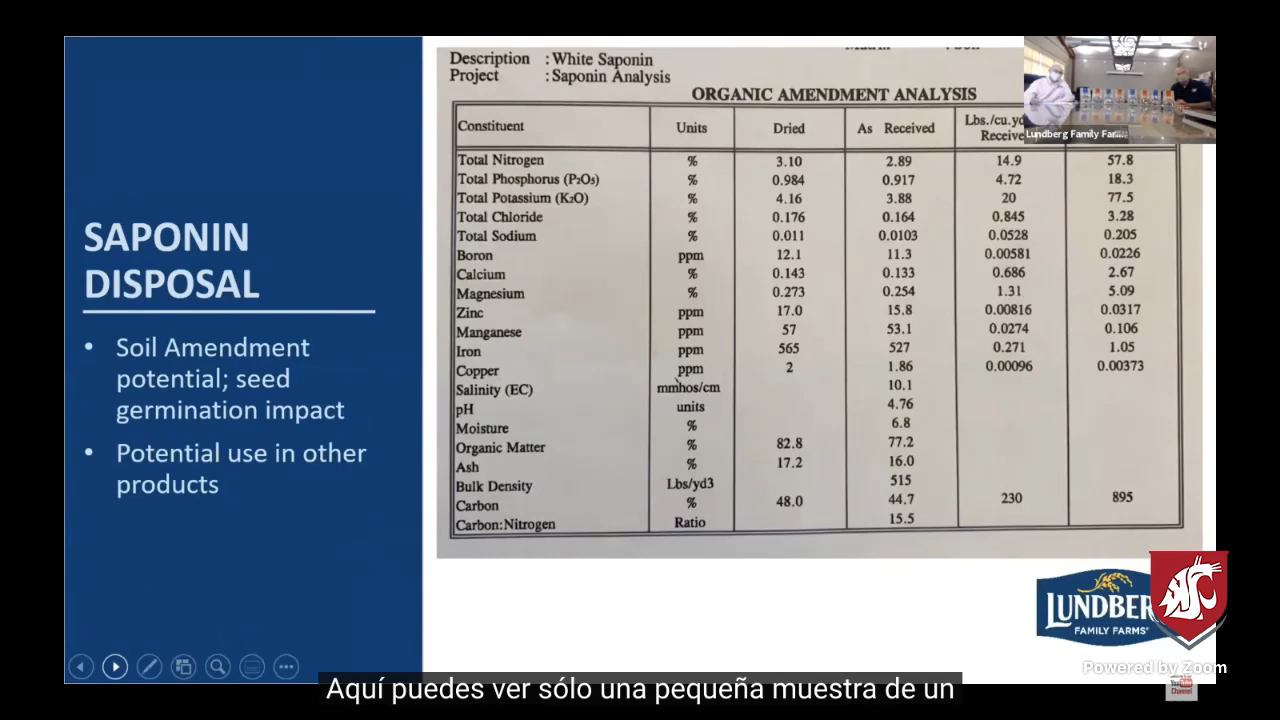 SAPONIN
DISPOSAL
• Soil Amendment
potential; seed
germination impact
• Potential use in other
products
Description : White Saponin
Project : Saponin Analysis
ORGANIC AMENDMENT ANALYSIS
Constituent Units Dried As Received Lbs./cu.yd
Receive
Total Nitrogen % 3.10 2.89 14.9 57.8
Total Phosphorus (P₂O₅) % 0.984 0.917 4.72 18.3
Total Potassium (K₂O) % 4.16 3.88 20 77.5
Total Chloride % 0.176 0.164 0.845 3.28
Total Sodium % 0.011 0.0103 0.0528 0.205
Boron ppm 12.1 11.3 0.00581 0.0226
Calcium % 0.143 0.133 0.686 2.67
Magnesium % 0.273 0.254 1.31 5.09
Zinc ppm 17.0 15.8 0.00816 0.0317
Manganese ppm 57 53.1 0.0274 0.106
Iron ppm 565 527 0.271 1.05
Copper ppm 2 1.86 0.00096 0.00373
Salinity (EC) mmhos/cm 10.1
pH units 4.76
Moisture % 6.8
Organic Matter % 82.8 77.2
Ash % 17.2 16.0
Bulk Density Lbs/yd3 515
Carbon % 48.0 44.7 230 895
Carbon:Nitrogen Ratio 15.5
Lundberg Family Far...
LUNDBER
FAMILY FARMS®
Powered by Zoom
YouTube
Channel
Aquí puedes ver sólo una pequeña muestra de un